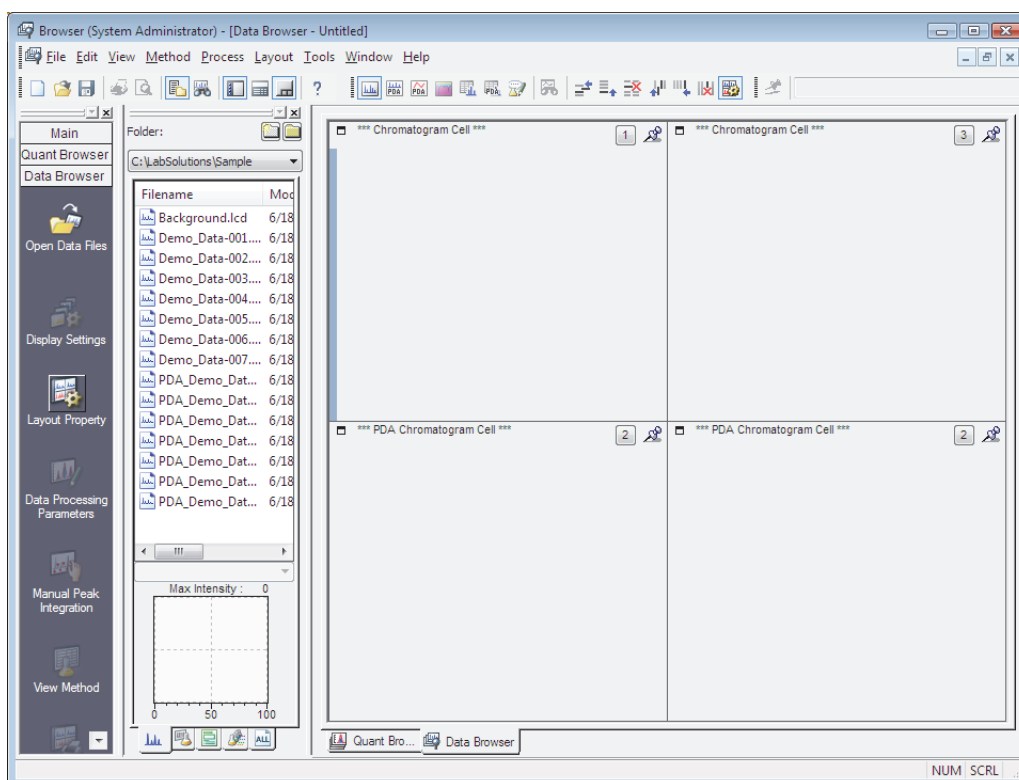 Browser (System Administrator) - [Data Browser - Untitled]
File Edit View Method Process Layout Tools Window Help
Main
Quant Browser
Data Browser
Open Data Files
Display Settings
Layout Property
Data Processing
Parameters
Manual Peak
Integration
View Method
Folder:
C:\LabSolutions\Sample
Filename Mod
Background.lcd 6/18
Demo_Data-001.... 6/18
Demo_Data-002.... 6/18
Demo_Data-003.... 6/18
Demo_Data-004.... 6/18
Demo_Data-005.... 6/18
Demo_Data-006.... 6/18
Demo_Data-007.... 6/18
PDA_Demo_Dat... 6/18
PDA_Demo_Dat... 6/18
PDA_Demo_Dat... 6/18
PDA_Demo_Dat... 6/18
PDA_Demo_Dat... 6/18
PDA_Demo_Dat... 6/18
PDA_Demo_Dat... 6/18
Max Intensity : 0
0 50 100
ALL
*** Chromatogram Cell *** 1
*** Chromatogram Cell *** 3
*** PDA Chromatogram Cell *** 2
*** PDA Chromatogram Cell *** 2
Quant Bro... Data Browser
NUM SCRL